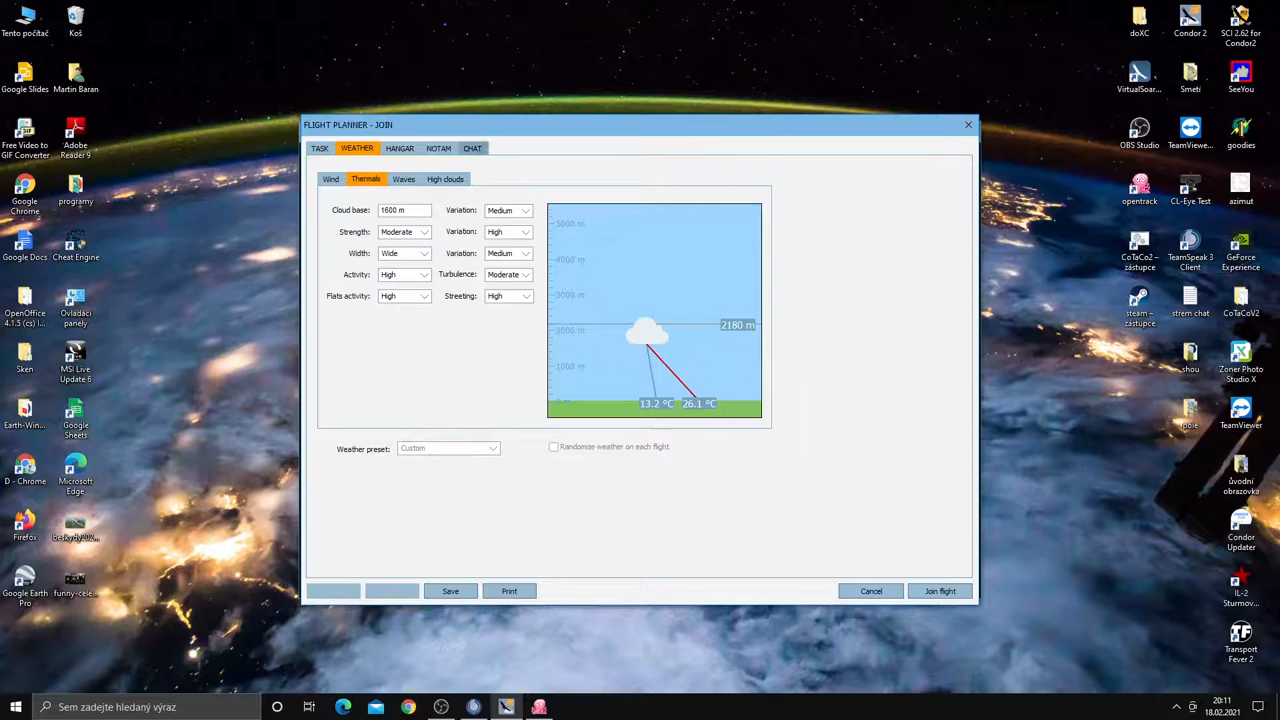 Tento počítač
Koš
Google Slides
Martin Baran
Free Video to
GIF Converter
Adobe
Reader 9
Google
Chrome
programy
Google Docs
Cheat Engine
OpenOffice
4.1.5 (cs) I...
Ovládací
panely
Sken
MSI Live
Update 6
Earth-Win...
Google
Sheets
D - Chrome
Microsoft
Edge
Firefox
beskydy202...
Google Earth
Pro
funny-cele...
FLIGHT PLANNER - JOIN
TASK
WEATHER
HANGAR
NOTAM
CHAT
Wind
Thermals
Waves
High clouds
Cloud base:
1600 m
Variation:
Medium
Strength:
Moderate
Variation:
High
Width:
Wide
Variation:
Medium
Activity:
High
Turbulence:
Moderate
Flats activity:
High
Streeting:
High
5000 m
4000 m
3000 m
2180 m
2000 m
1000 m
13.2 °C
26.1 °C
Weather preset:
Custom
Randomize weather on each flight
Save
Print
Cancel
Join flight
doXC
Condor 2
SCI 2.62 for
Condor2
VirtualSoar...
Smetí
SeeYou
OBS Studio
TeamViewe...
goodies
opentrack
CL-Eye Test
azimut
CoTaCo2 –
zástupce
TeamSpeak 3
Client
GeForce
Experience
steam –
zástupce
strem chat
CoTaCoV2
shou
Zoner Photo
Studio X
pole
TeamViewer
úvodní
obrazovka
Condor
Updater
IL-2
Sturmov...
Transport
Fever 2
Sem zadejte hledaný výraz
20:11
18.02.2021